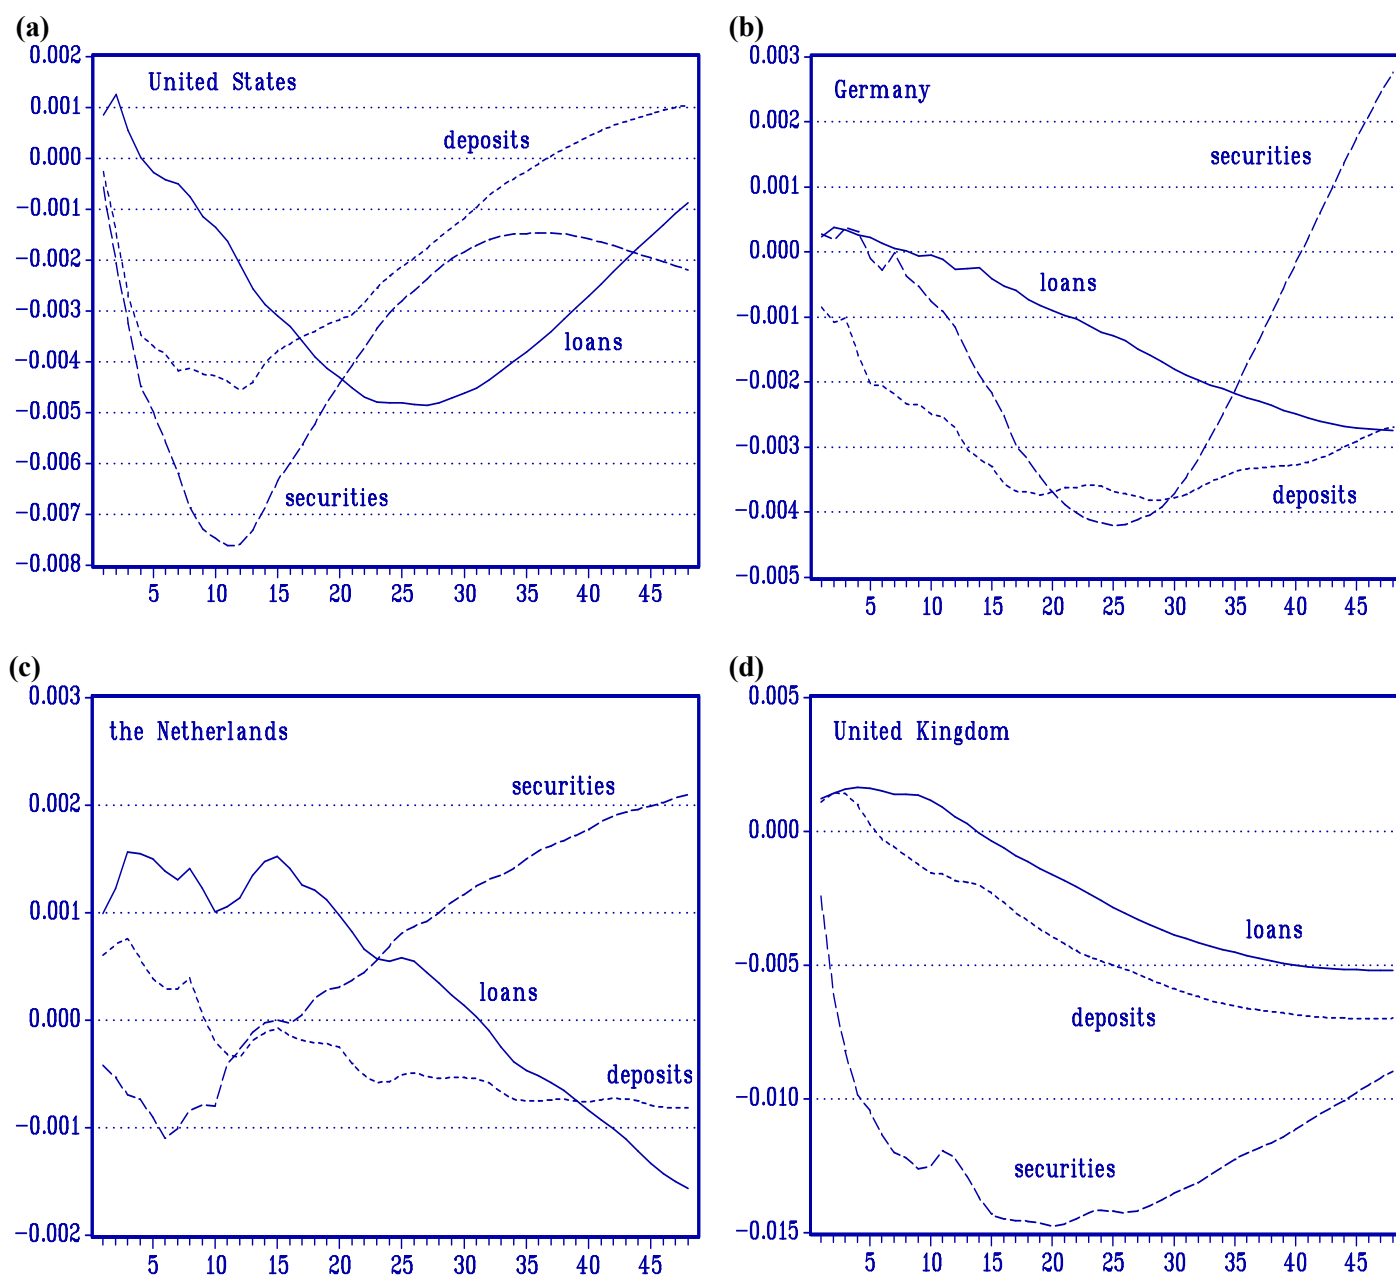 (a)
0.002
0.001
0.000
−0.001
−0.002
−0.003
−0.004
−0.005
−0.006
−0.007
−0.008
United States
deposits
loans
securities
5 10 15 20 25 30 35 40 45
(b)
0.003
0.002
0.001
0.000
−0.001
−0.002
−0.003
−0.004
−0.005
Germany
securities
loans
deposits
5 10 15 20 25 30 35 40 45
(c)
0.003
0.002
0.001
0.000
−0.001
−0.002
the Netherlands
securities
loans
deposits
5 10 15 20 25 30 35 40 45
(d)
0.005
0.000
−0.005
−0.010
−0.015
United Kingdom
loans
deposits
securities
5 10 15 20 25 30 35 40 45